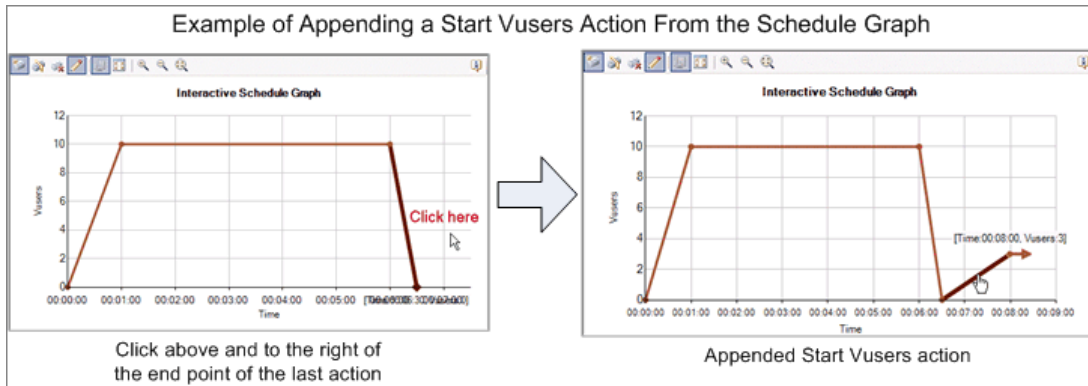 Example of Appending a Start Vusers Action From the Schedule Graph
Interactive Schedule Graph
12
10
8
6
4
2
0
Vusers
Click here
00:00:00 00:01:00 00:02:00 00:03:00 00:04:00 00:05:00
Time
Click above and to the right of
the end point of the last action
Interactive Schedule Graph
12
10
8
6
4
2
0
Vusers
[Time:00:08:00, Vusers:3]
00:00:00 00:01:00 00:02:00 00:03:00 00:04:00 00:05:00 00:06:00 00:07:00 00:08:00 00:09:00
Time
Appended Start Vusers action